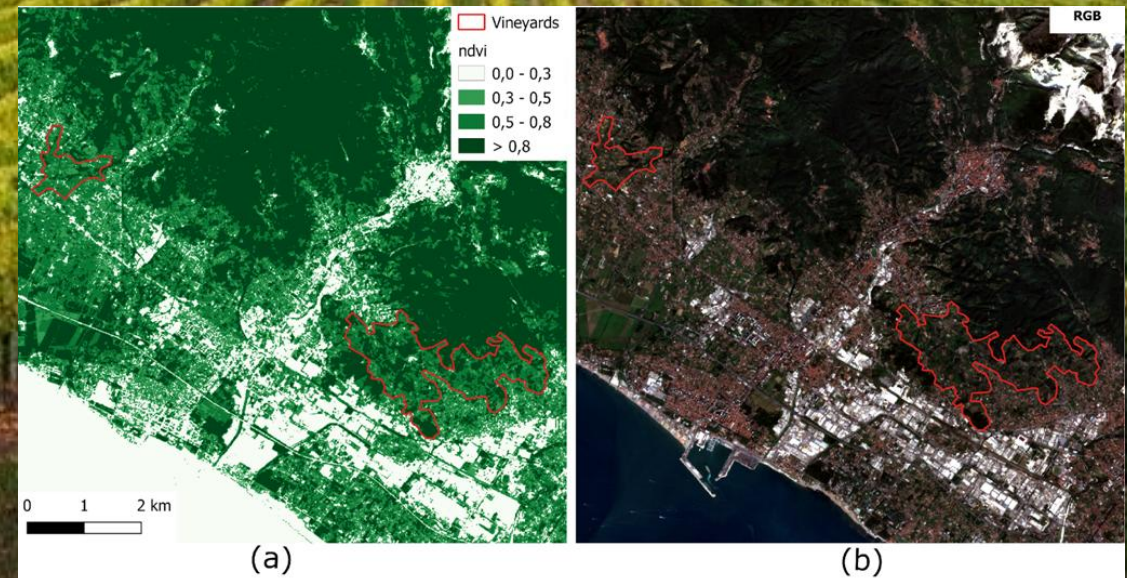 Vineyards
ndvi
0,0 - 0,3
0,3 - 0,5
0,5 - 0,8
> 0,8
RGB
0 1 2 km
(a)
(b)